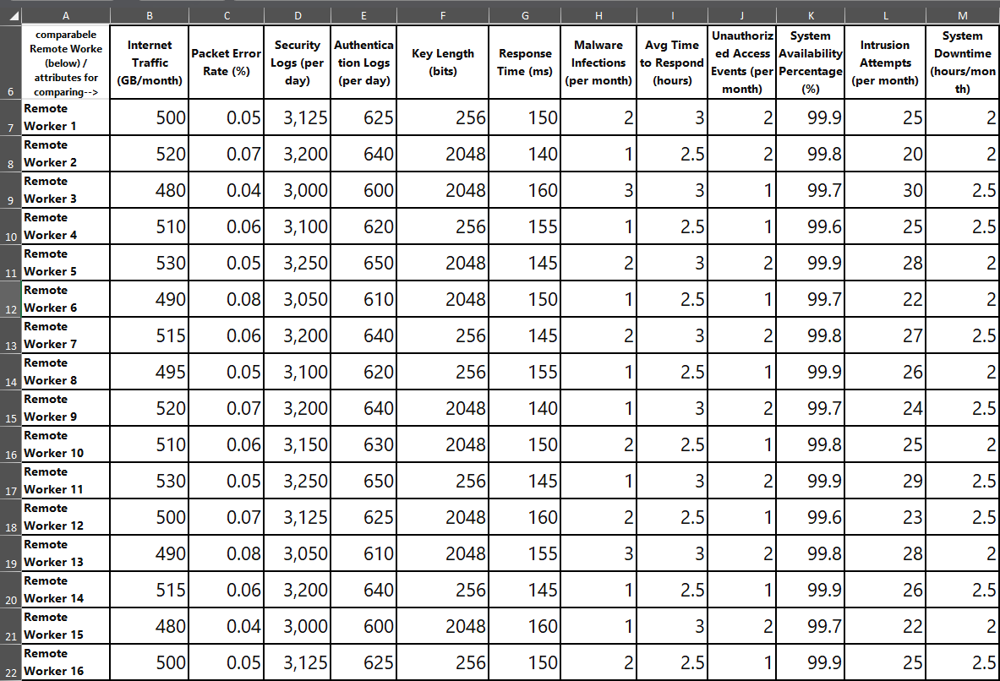 A B C D E F G H I J K L M
comparabele
Remote Worke
(below) /
attributes for
comparing-->
Internet
Traffic
(GB/month)
Packet Error
Rate (%)
Security
Logs (per
day)
Authentica
tion Logs
(per day)
Key Length
(bits)
Response
Time (ms)
Malware
Infections
(per month)
Avg Time
to Respond
(hours)
Unauthoriz
ed Access
Events (per
month)
System
Availability
Percentage
(%)
Intrusion
Attempts
(per month)
System
Downtime
(hours/mon
th)
6
Remote
Worker 1
7 500 0.05 3,125 625 256 150 2 3 2 99.9 25 2
Remote
Worker 2
8 520 0.07 3,200 640 2048 140 1 2.5 2 99.8 20 2
Remote
Worker 3
9 480 0.04 3,000 600 2048 160 3 3 1 99.7 30 2.5
Remote
Worker 4
10 510 0.06 3,100 620 256 155 1 2.5 1 99.6 25 2.5
Remote
Worker 5
11 530 0.05 3,250 650 2048 145 2 3 2 99.9 28 2
Remote
Worker 6
12 490 0.08 3,050 610 2048 150 1 2.5 1 99.7 22 2
Remote
Worker 7
13 515 0.06 3,200 640 256 145 2 3 2 99.8 27 2.5
Remote
Worker 8
14 495 0.05 3,100 620 256 155 1 2.5 1 99.9 26 2
Remote
Worker 9
15 520 0.07 3,200 640 2048 140 1 3 2 99.7 24 2.5
Remote
Worker 10
16 510 0.06 3,150 630 2048 150 2 2.5 1 99.8 25 2
Remote
Worker 11
17 530 0.05 3,250 650 256 145 1 3 2 99.9 29 2.5
Remote
Worker 12
18 500 0.07 3,125 625 2048 160 2 2.5 1 99.6 23 2.5
Remote
Worker 13
19 490 0.08 3,050 610 2048 155 3 3 2 99.8 28 2
Remote
Worker 14
20 515 0.06 3,200 640 256 145 1 2.5 1 99.9 26 2.5
Remote
Worker 15
21 480 0.04 3,000 600 2048 160 1 3 2 99.7 22 2
Remote
Worker 16
22 500 0.05 3,125 625 256 150 2 2.5 1 99.9 25 2.5